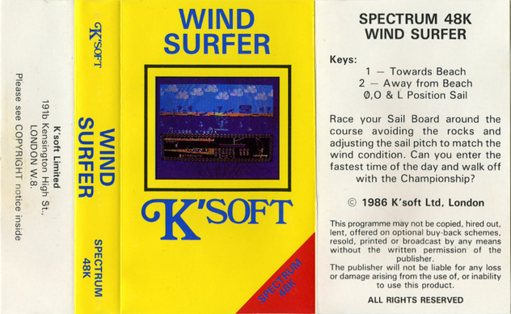 Please see COPYRIGHT notice inside
K'soft Limited
191b Kensington High St.,
LONDON W.8.
K'SOFT
WIND
SURFER
SPECTRUM
48K
WIND
SURFER
K'SOFT
SPECTRUM
48K
SPECTRUM 48K
WIND SURFER
Keys:
1 — Towards Beach
2 — Away from Beach
0,O & L Position Sail
Race your Sail Board around the
course avoiding the rocks and
adjusting the sail pitch to match the
wind condition. Can you enter the
fastest time of the day and walk off
with the Championship?
© 1986 K'soft Ltd, London
This programme may not be copied, hired out,
lent, offered on optional buy-back schemes,
resold, printed or broadcast by any means
without the written permission of the
publisher.
The publisher will not be liable for any loss
or damage arising from the use of, or inability
to use this product.
ALL RIGHTS RESERVED